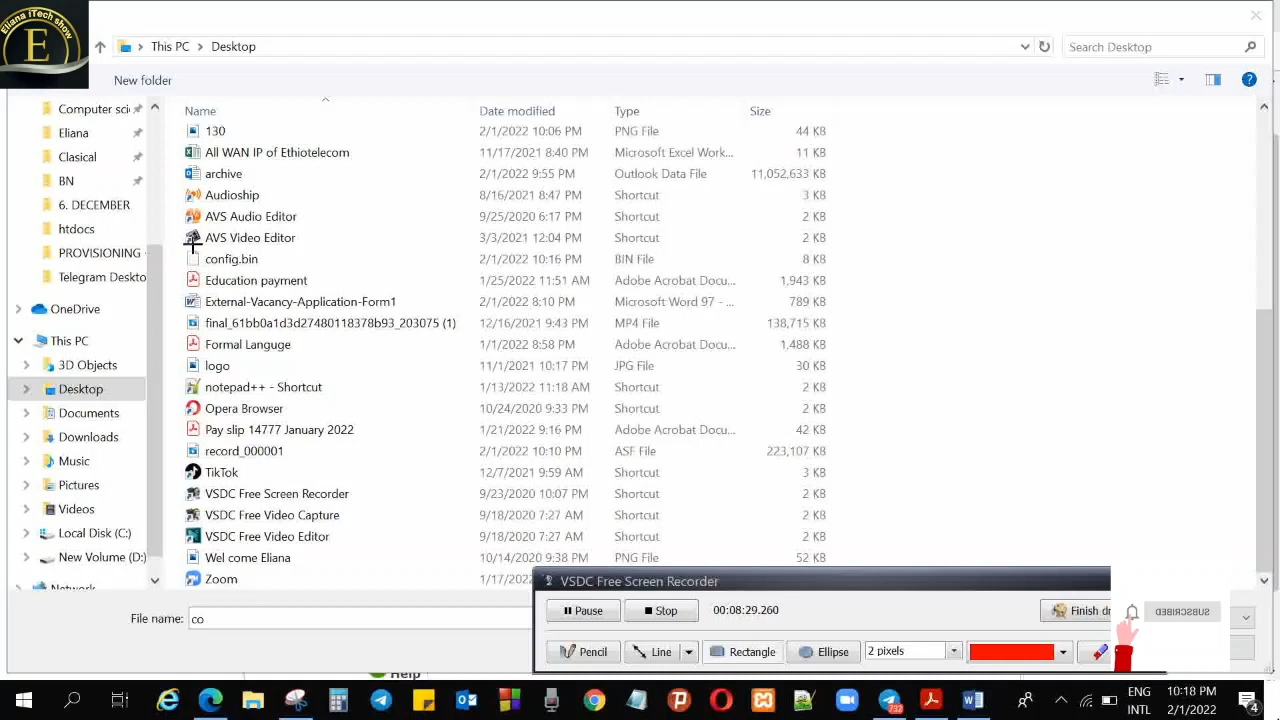 Eliana iTech show
E
This PC > Desktop
Search Desktop
New folder
Name Date modified Type Size
Computer sci
Eliana
Clasical
BN
6. DECEMBER
htdocs
PROVISIONING
Telegram Deskto
OneDrive
This PC
3D Objects
Desktop
Documents
Downloads
Music
Pictures
Videos
Local Disk (C:)
New Volume (D:)
Network
130 2/1/2022 10:06 PM PNG File 44 KB
All WAN IP of Ethiotelecom 11/17/2021 8:40 PM Microsoft Excel Work... 11 KB
archive 2/1/2022 9:55 PM Outlook Data File 11,052,633 KB
Audioship 8/16/2021 8:47 PM Shortcut 3 KB
AVS Audio Editor 9/25/2020 6:17 PM Shortcut 2 KB
AVS Video Editor 3/3/2021 12:04 PM Shortcut 2 KB
config.bin 2/1/2022 10:16 PM BIN File 8 KB
Education payment 1/25/2022 11:51 AM Adobe Acrobat Docu... 1,943 KB
External-Vacancy-Application-Form1 2/1/2022 8:10 PM Microsoft Word 97 - ... 789 KB
final_61bb0a1d3d27480118378b93_203075 (1) 12/16/2021 9:43 PM MP4 File 138,715 KB
Formal Languge 1/1/2022 8:58 PM Adobe Acrobat Docu... 1,488 KB
logo 11/1/2021 10:17 PM JPG File 30 KB
notepad++ - Shortcut 1/13/2022 11:18 AM Shortcut 2 KB
Opera Browser 10/24/2020 9:33 PM Shortcut 2 KB
Pay slip 14777 January 2022 1/21/2022 9:16 PM Adobe Acrobat Docu... 42 KB
record_000001 2/1/2022 10:10 PM ASF File 223,107 KB
TikTok 12/7/2021 9:59 AM Shortcut 3 KB
VSDC Free Screen Recorder 9/23/2020 10:07 PM Shortcut 2 KB
VSDC Free Video Capture 9/18/2020 7:27 AM Shortcut 2 KB
VSDC Free Video Editor 9/18/2020 7:27 AM Shortcut 2 KB
Wel come Eliana 10/14/2020 9:38 PM PNG File 52 KB
Zoom 1/17/2022
File name: co
VSDC Free Screen Recorder
Pause Stop 00:08:29.260 Finish dr
SUBSCRIBED
Pencil Line Rectangle Ellipse 2 pixels
Help
ENG 10:18 PM
INTL 2/1/2022
4